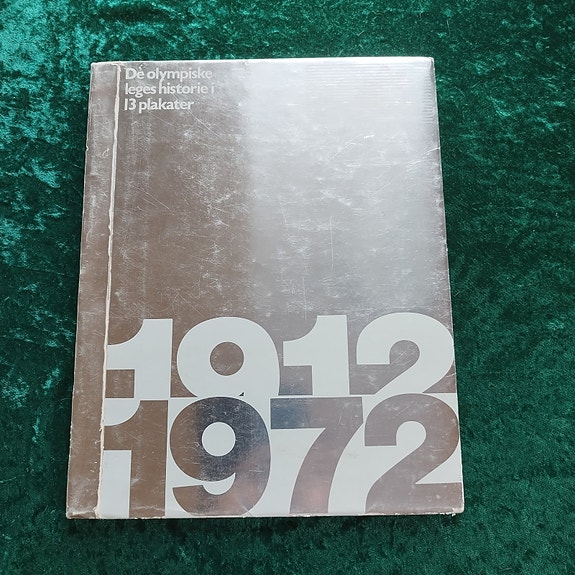 De olympiske
leges historie i
13 plakater
1912
1972